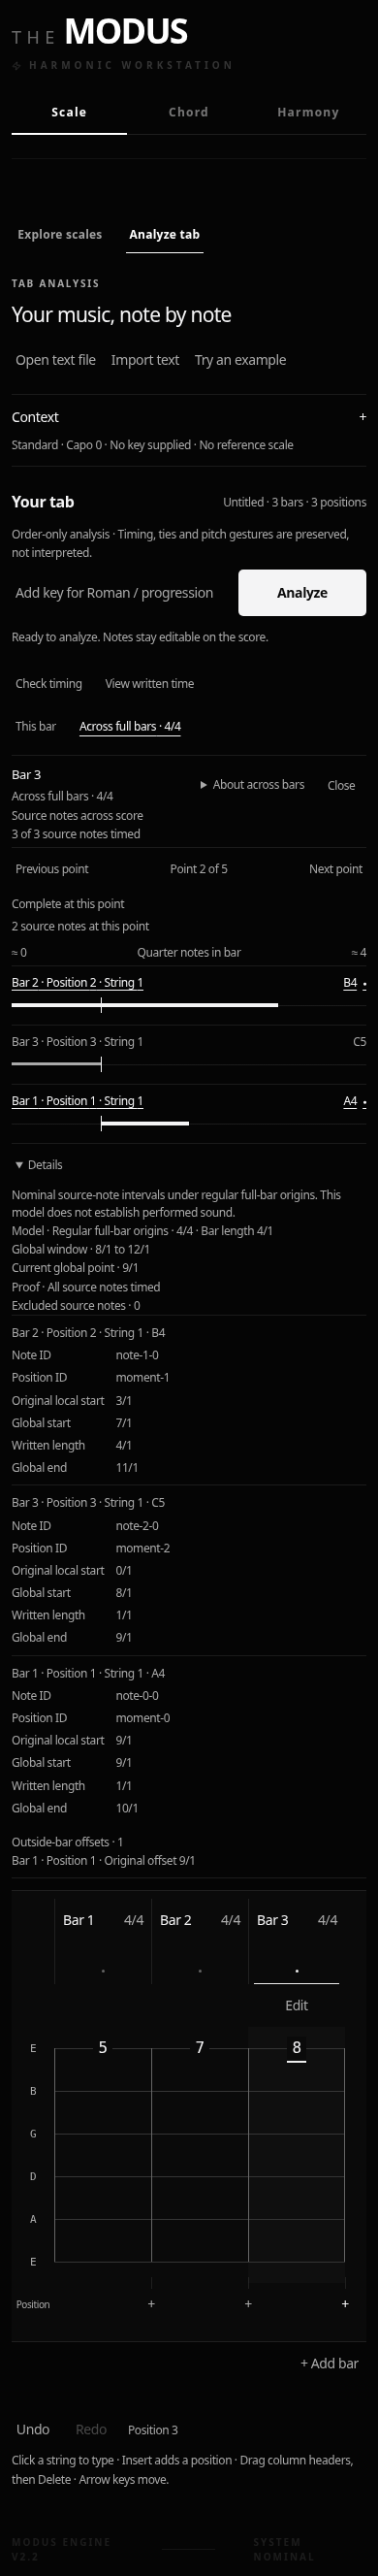 THE MODUS
HARMONIC WORKSTATION
Scale Chord Harmony
Explore scales Analyze tab
TAB ANALYSIS
Your music, note by note
Open text file Import text Try an example
Context +
Standard · Capo 0 · No key supplied · No reference scale
Your tab Untitled · 3 bars · 3 positions
Order-only analysis · Timing, ties and pitch gestures are preserved,
not interpreted.
Add key for Roman / progression Analyze
Ready to analyze. Notes stay editable on the score.
Check timing View written time
This bar Across full bars · 4/4
Bar 3
Across full bars · 4/4
Source notes across score
3 of 3 source notes timed
▶ About across bars Close
Previous point Point 2 of 5 Next point
Complete at this point
2 source notes at this point
≈ 0 Quarter notes in bar ≈ 4
Bar 2 · Position 2 · String 1 B4 •
Bar 3 · Position 3 · String 1 C5
Bar 1 · Position 1 · String 1 A4 •
▼ Details
Nominal source-note intervals under regular full-bar origins. This
model does not establish performed sound.
Model · Regular full-bar origins · 4/4 · Bar length 4/1
Global window · 8/1 to 12/1
Current global point · 9/1
Proof · All source notes timed
Excluded source notes · 0
Bar 2 · Position 2 · String 1 · B4
Note ID note-1-0
Position ID moment-1
Original local start 3/1
Global start 7/1
Written length 4/1
Global end 11/1
Bar 3 · Position 3 · String 1 · C5
Note ID note-2-0
Position ID moment-2
Original local start 0/1
Global start 8/1
Written length 1/1
Global end 9/1
Bar 1 · Position 1 · String 1 · A4
Note ID note-0-0
Position ID moment-0
Original local start 9/1
Global start 9/1
Written length 1/1
Global end 10/1
Outside-bar offsets · 1
Bar 1 · Position 1 · Original offset 9/1
Bar 1 4/4 Bar 2 4/4 Bar 3 4/4
Edit
E 5 7 8
B
G
D
A
E
Position + + +
+ Add bar
Undo Redo Position 3
Click a string to type · Insert adds a position · Drag column headers,
then Delete · Arrow keys move.
MODUS ENGINE V2.2
SYSTEM NOMINAL